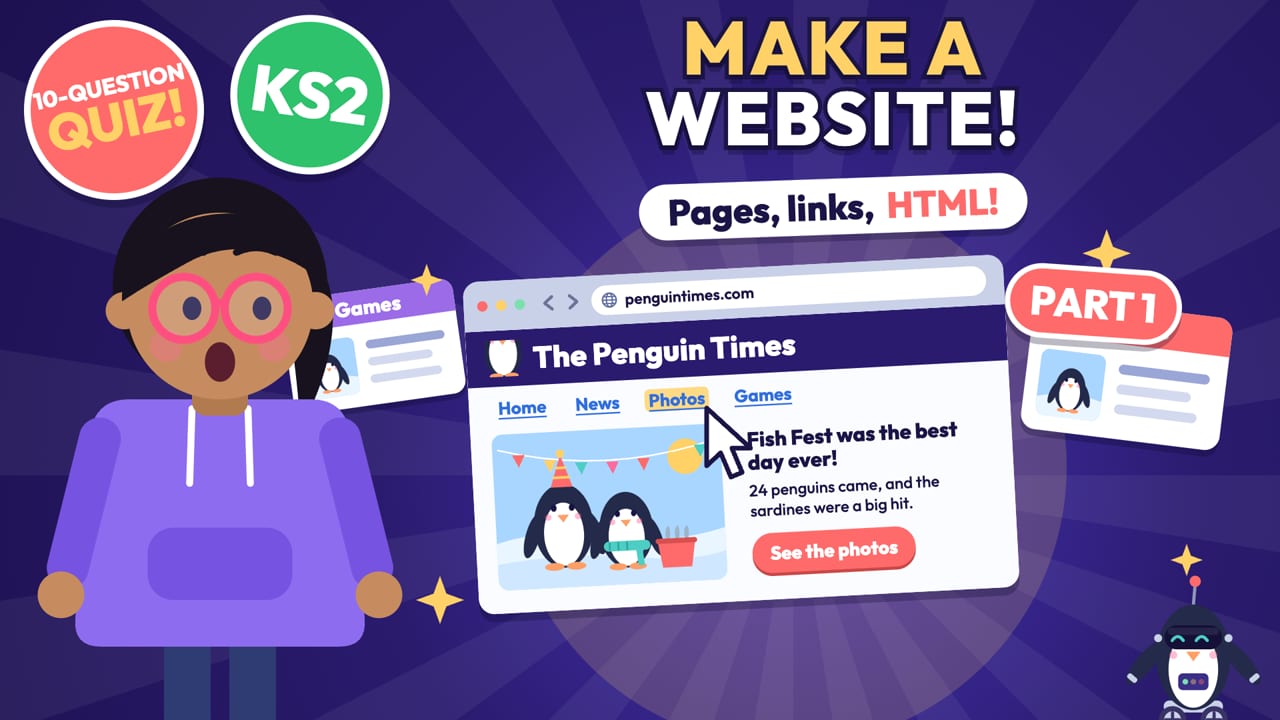 10-QUESTION
QUIZ!
KS2
MAKE A
WEBSITE!
Pages, links, HTML!
PART 1
Games
penguintimes.com
The Penguin Times
Home News Photos Games
Fish Fest was the best
day ever!
24 penguins came, and the
sardines were a big hit.
See the photos